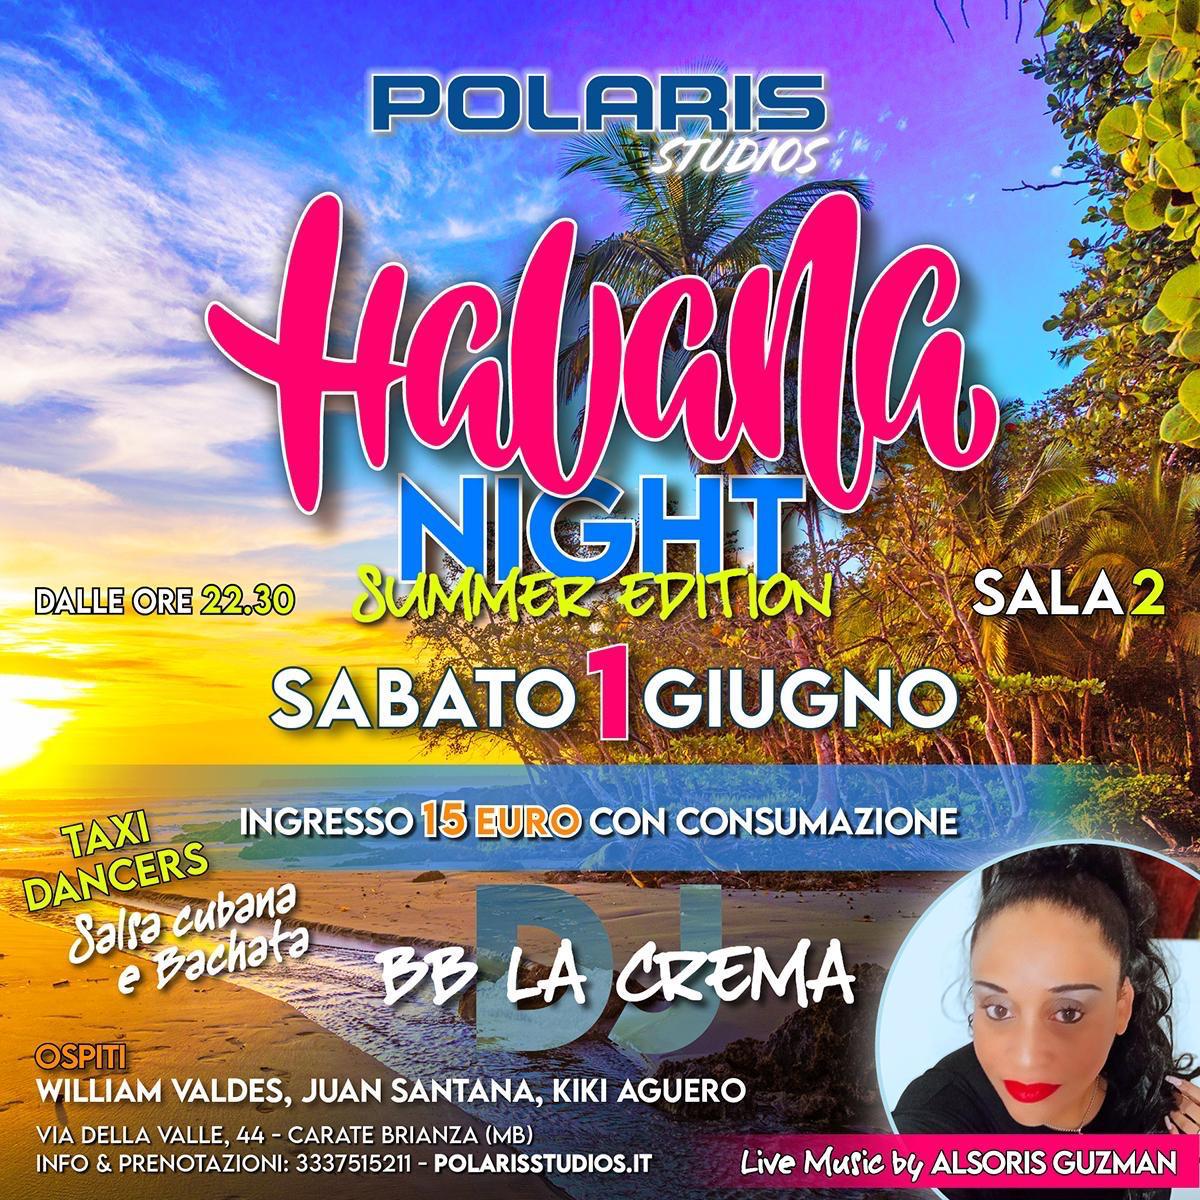 POLARIS
STUDIOS
Havana
NIGHT
SUMMER EDITION
DALLE ORE 22.30
SALA 2
SABATO 1 GIUGNO
INGRESSO 15 EURO CON CONSUMAZIONE
TAXI
DANCERS
Salsa cubana
e Bachata
DJ
BB LA CREMA
OSPITI
WILLIAM VALDES, JUAN SANTANA, KIKI AGUERO
VIA DELLA VALLE, 44 - CARATE BRIANZA (MB)
INFO & PRENOTAZIONI: 3337515211 - POLARISSTUDIOS.IT
Live Music by ALSORIS GUZMAN